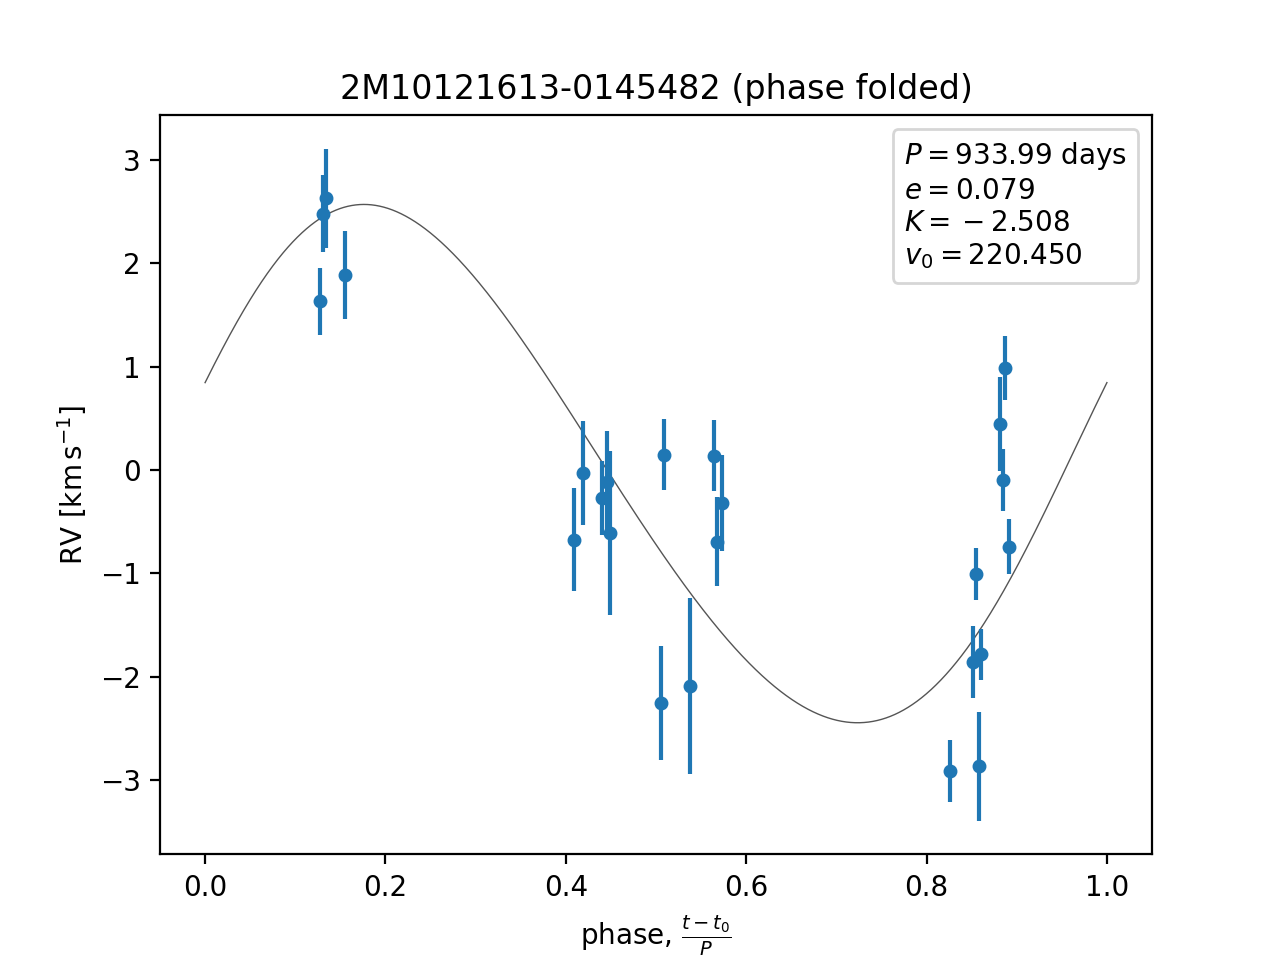 2M10121613-0145482 (phase folded)
P = 933.99 days
e = 0.079
K = −2.508
v₀ = 220.450
RV [km s⁻¹]
3
2
1
0
−1
−2
−3
0.0 0.2 0.4 0.6 0.8 1.0
phase, (t − t₀)/P